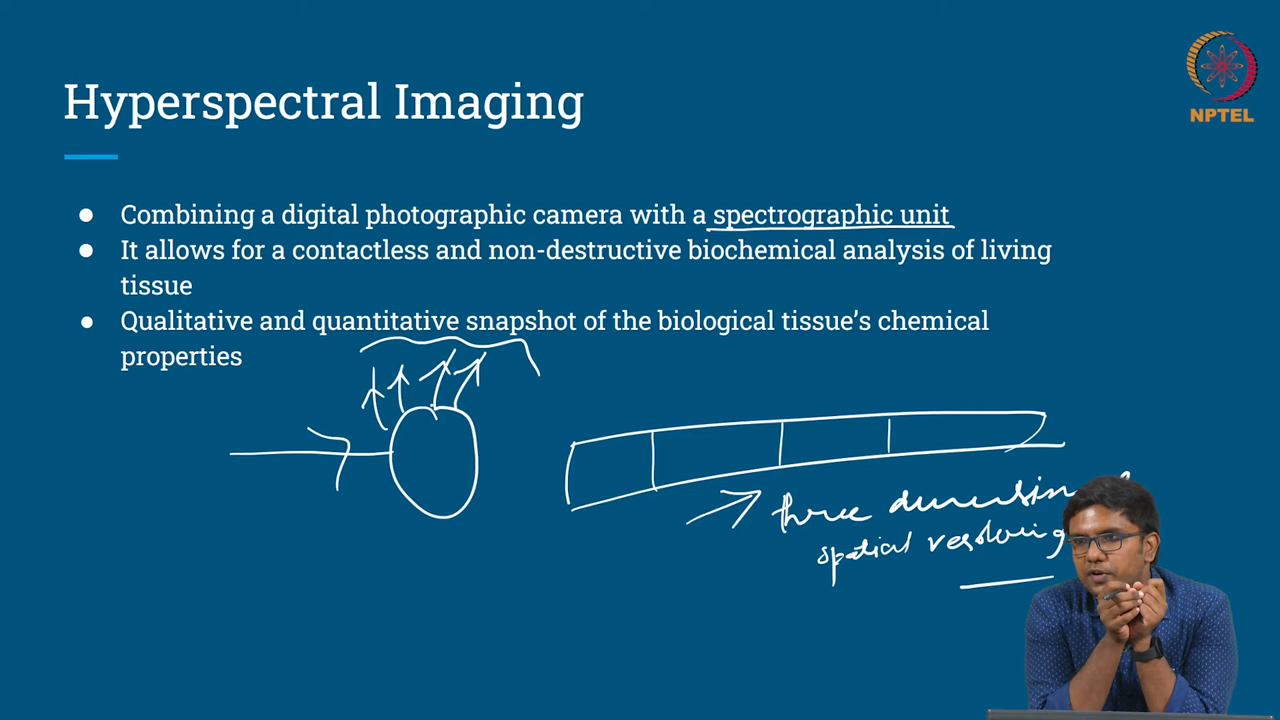 NPTEL
Hyperspectral Imaging
● Combining a digital photographic camera with a spectrographic unit
● It allows for a contactless and non-destructive biochemical analysis of living
tissue
● Qualitative and quantitative snapshot of the biological tissue's chemical
properties
three
spatial